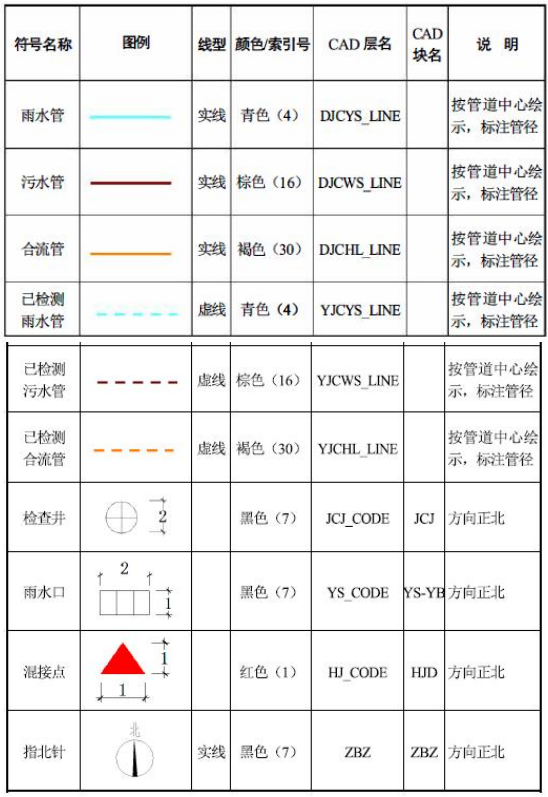 符号名称 图例 线型 颜色/索引号 CAD 层名 CAD 块名 说 明
雨水管 实线 青色（4） DJCYS_LINE 按管道中心绘
示，标注管径
污水管 实线 棕色（16） DJCWS_LINE 按管道中心绘
示，标注管径
合流管 实线 褐色（30） DJCHL_LINE 按管道中心绘
示，标注管径
已检测
雨水管 虚线 青色（4） YJCYS_LINE 按管道中心绘
示，标注管径
已检测
污水管 虚线 棕色（16） YJCWS_LINE 按管道中心绘
示，标注管径
已检测
合流管 虚线 褐色（30） YJCHL_LINE 按管道中心绘
示，标注管径
检查井 2 黑色（7） JCJ_CODE JCJ 方向正北
雨水口 2 1 黑色（7） YS_CODE YS-YB 方向正北
混接点 1 1 红色（1） HJ_CODE HJD 方向正北
指北针 北 实线 黑色（7） ZBZ ZBZ 方向正北